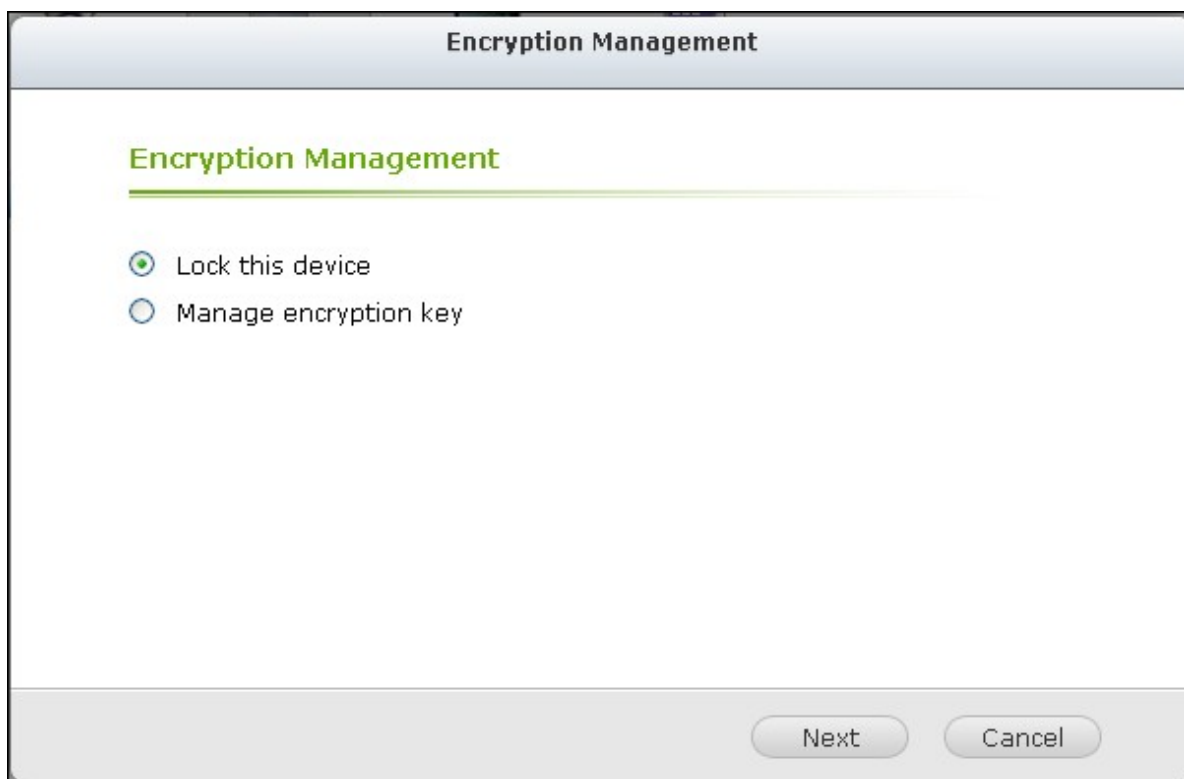 Encryption Management
Encryption Management
Lock this device
Manage encryption key
Next Cancel